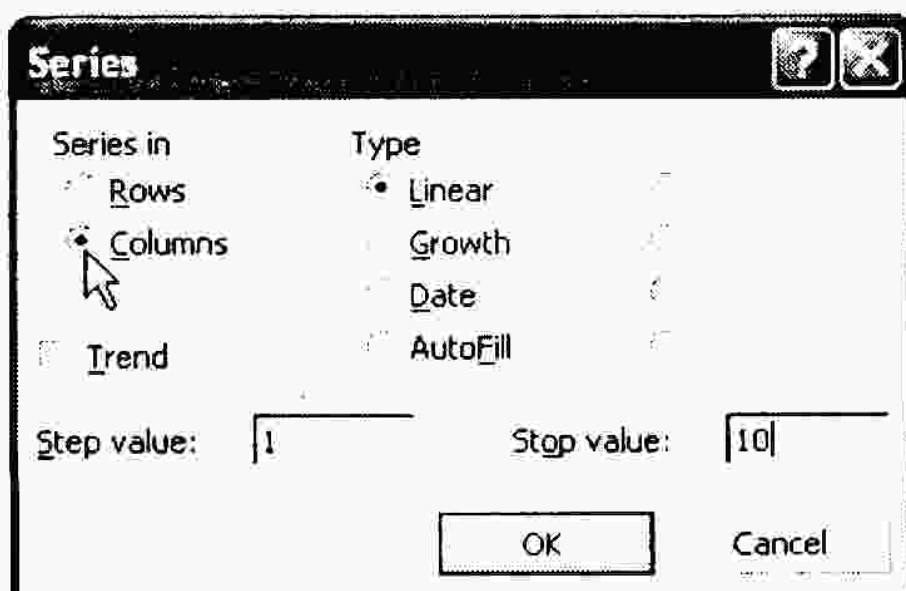 Series
Series in
Type
Rows
Linear
Columns
Growth
Date
Trend
AutoFill
Step value:
1
Stop value:
10
OK
Cancel